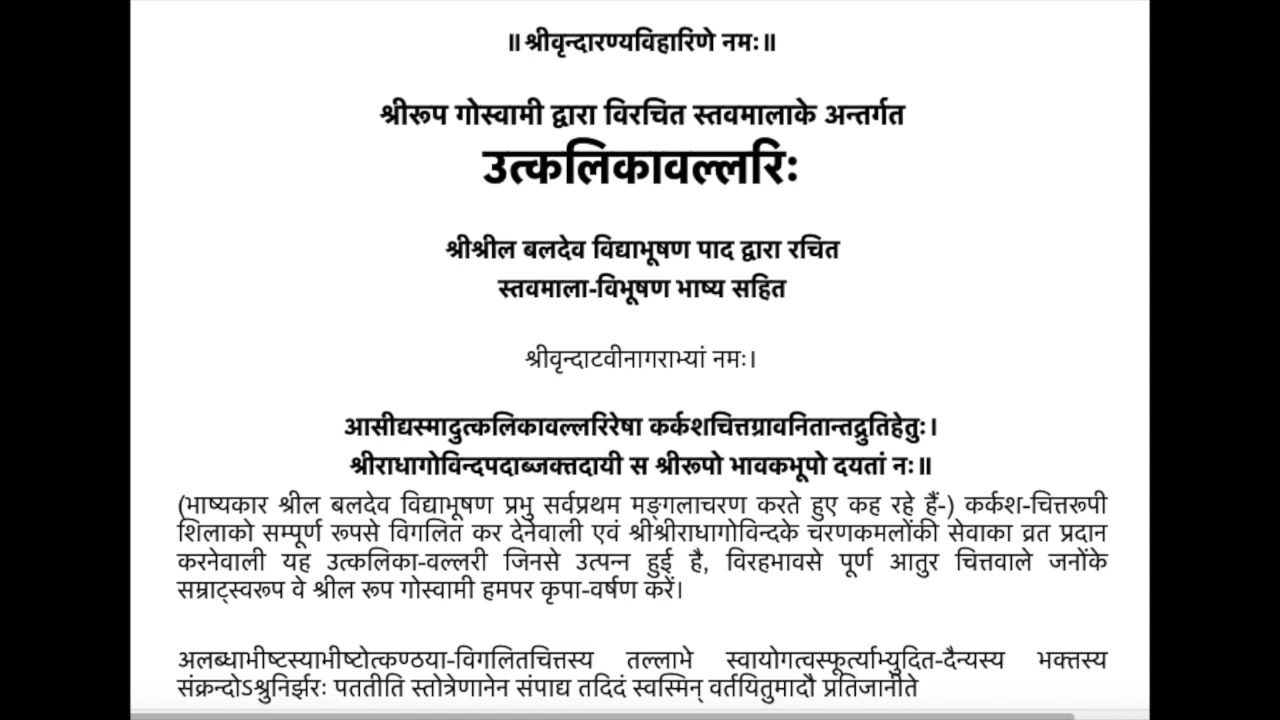 ॥श्रीवृन्दारण्यविहारिणे नमः॥
श्रीरूप गोस्वामी द्वारा विरचित स्तवमालाके अन्तर्गत
उत्कलिकावल्लरिः
श्रीश्रील बलदेव विद्याभूषण पाद द्वारा रचित
स्तवमाला-विभूषण भाष्य सहित
श्रीवृन्दाटवीनागराभ्यां नमः।
आसीद्यस्मादुत्कलिकावल्लरिरेषा कर्कशचित्तग्रावनितान्तद्रुतिहेतुः।
श्रीराधागोविन्दपदाब्जक्तदायी स श्रीरूपो भावकभूपो दयतां नः॥
(भाष्यकार श्रील बलदेव विद्याभूषण प्रभु सर्वप्रथम मङ्गलाचरण करते हुए कह रहे हैं-) कर्कश-चित्तरूपी
शिलाको सम्पूर्ण रूपसे विगलित कर देनेवाली एवं श्रीश्रीराधागोविन्दके चरणकमलोंकी सेवाका व्रत प्रदान
करनेवाली यह उत्कलिका-वल्लरी जिनसे उत्पन्न हुई है, विरहभावसे पूर्ण आतुर चित्तवाले जनोंके
सम्राट्स्वरूप वे श्रील रूप गोस्वामी हमपर कृपा-वर्षण करें।
अलब्धाभीष्टस्याभीष्टोत्कण्ठया-विगलितचित्तस्य तल्लाभे स्वायोगत्वस्फूर्त्याभ्युदित-दैन्यस्य भक्तस्य
संक्रन्दोऽश्रुनिर्झरः पततीति स्तोत्रेणानेन संपाद्य तदिदं स्वस्मिन् वर्तयितुमादौ प्रतिजानीते